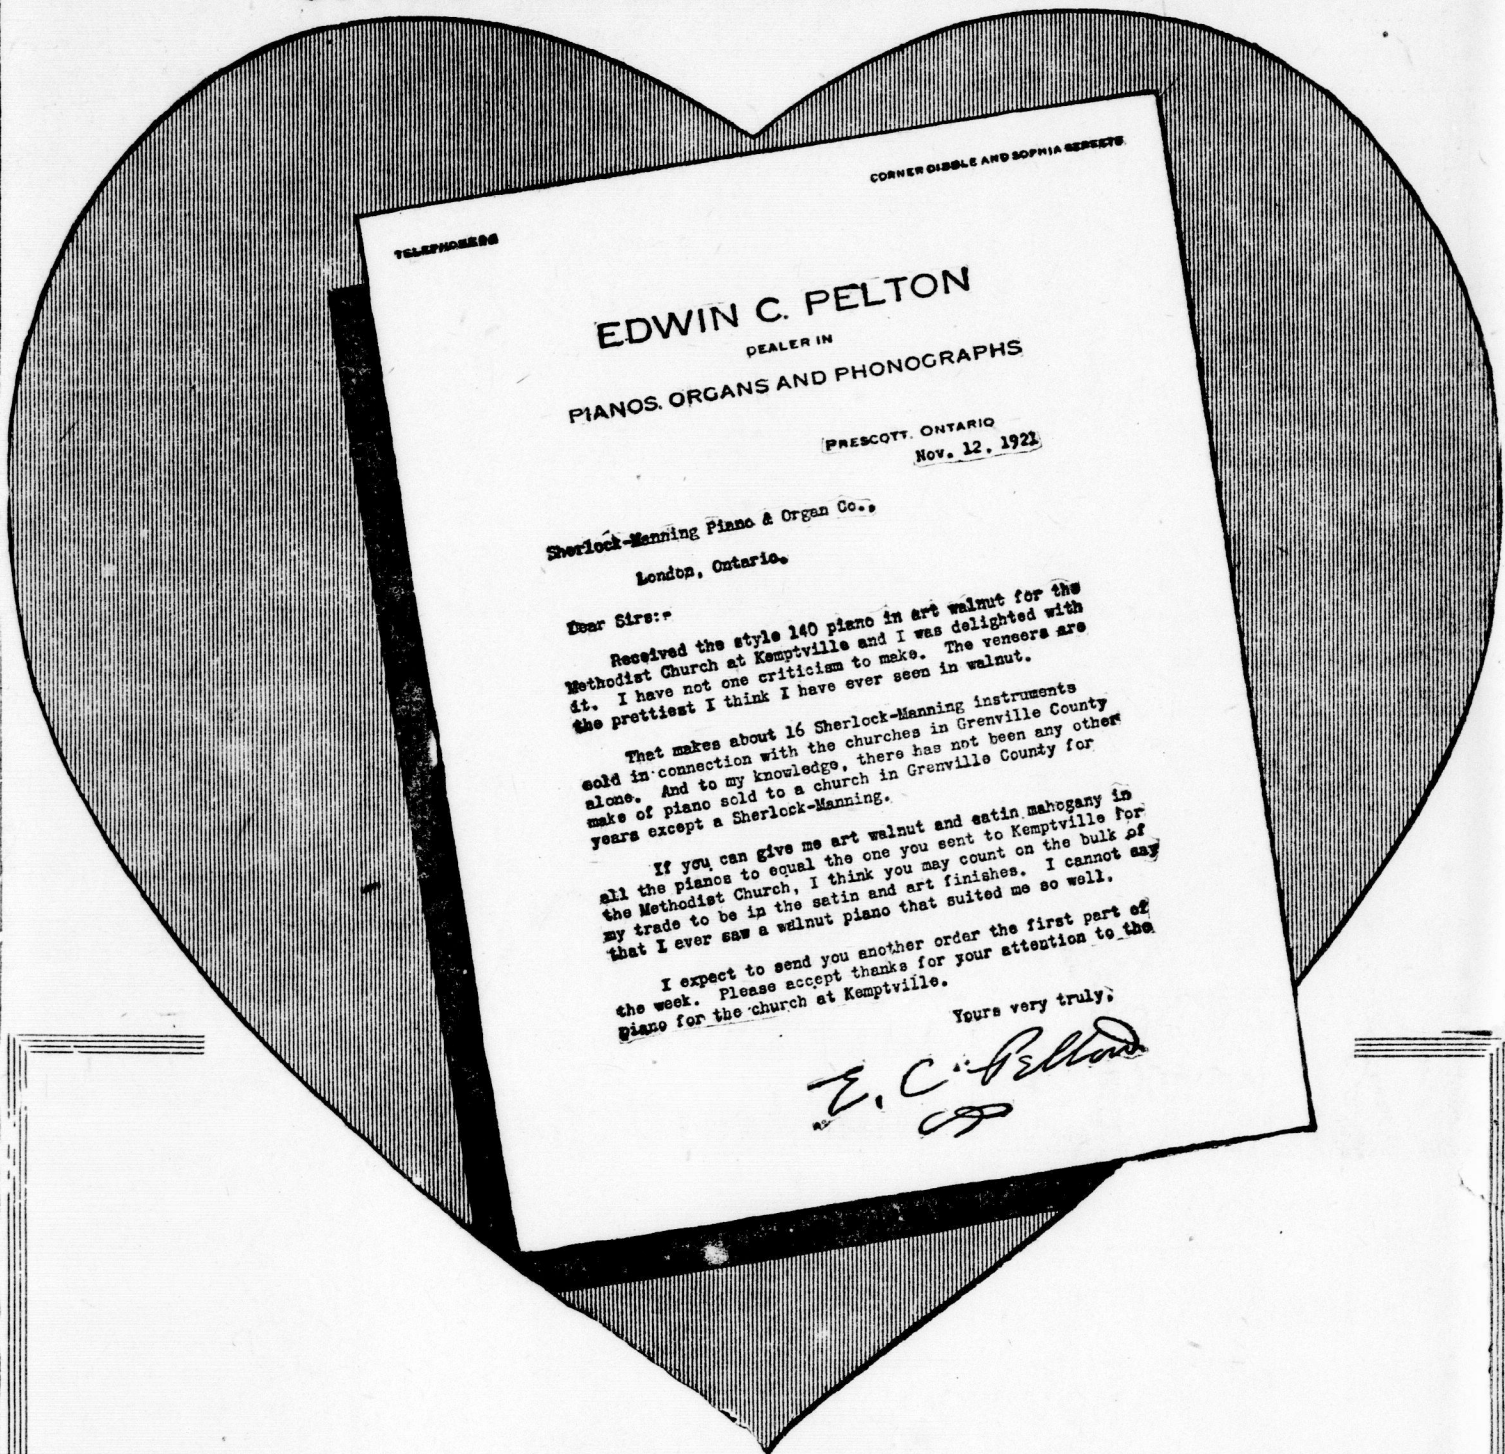 CORNER DIBBLE AND SOPHIA STREETS
EDWIN C. PELTON
DEALER IN
PIANOS, ORGANS AND PHONOGRAPHS
PRESCOTT, ONTARIO
Nov. 12, 1921
Sherlock-Manning Piano & Organ Co.,
London, Ontario.
Dear Sirs:-
Received the style 140 piano in art walnut for the
Methodist Church at Kemptville and I was delighted with
it. I have not one criticism to make. The veneers are
the prettiest I think I have ever seen in walnut.
That makes about 16 Sherlock-Manning instruments
sold in connection with the churches in Grenville County
alone. And to my knowledge, there has not been any other
make of piano sold to a church in Grenville County for
years except a Sherlock-Manning.
If you can give me art walnut and satin mahogany in
all the pianos to equal the one you sent to Kemptville for
the Methodist Church, I think you may count on the bulk of
my trade to be in the satin and art finishes. I cannot say
that I ever saw a walnut piano that suited me so well.
I expect to send you another order the first part of
the week. Please accept thanks for your attention to the
piano for the church at Kemptville.
Yours very truly,
E. C. Pelton